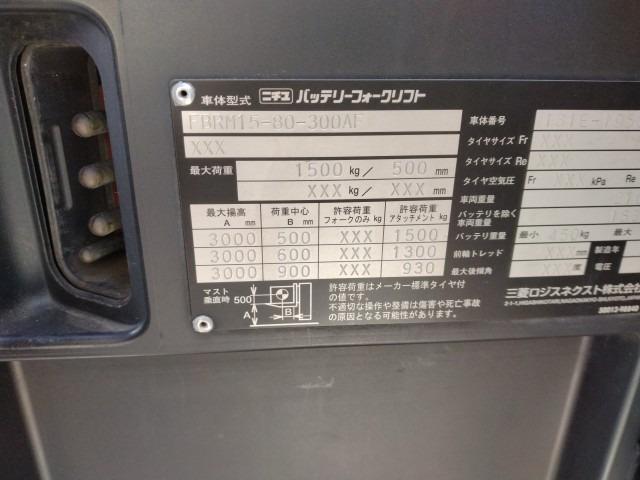 車体型式 ニチユ バッテリーフォークリフト
FBRM15-80-300AF
XXX
最大荷重 1500 kg/ 500 mm
XXX kg/ XXX mm
最大揚高 A mm 荷重中心 B mm 許容荷重 フォークのみ kg 許容荷重 アタッチメント kg
3000 500 XXX 1500
3000 600 XXX 1300
3000 900 XXX 930
マスト垂直時 500 A B
許容荷重はメーカー標準タイヤ付
の値です。
不適切な操作や整備は傷害や死亡事故
の原因となる可能性があります。
車体番号
タイヤサイズ Fr XXX
タイヤサイズ Re XXX
タイヤ空気圧 Fr XXX kPa Re
車両重量
バッテリを除く
車両重量
バッテリ重量 最小 kg 最大
前輪トレッド XXX mm 製造年
最大後傾角 XXX 度 電圧
三菱ロジスネクスト株式会社